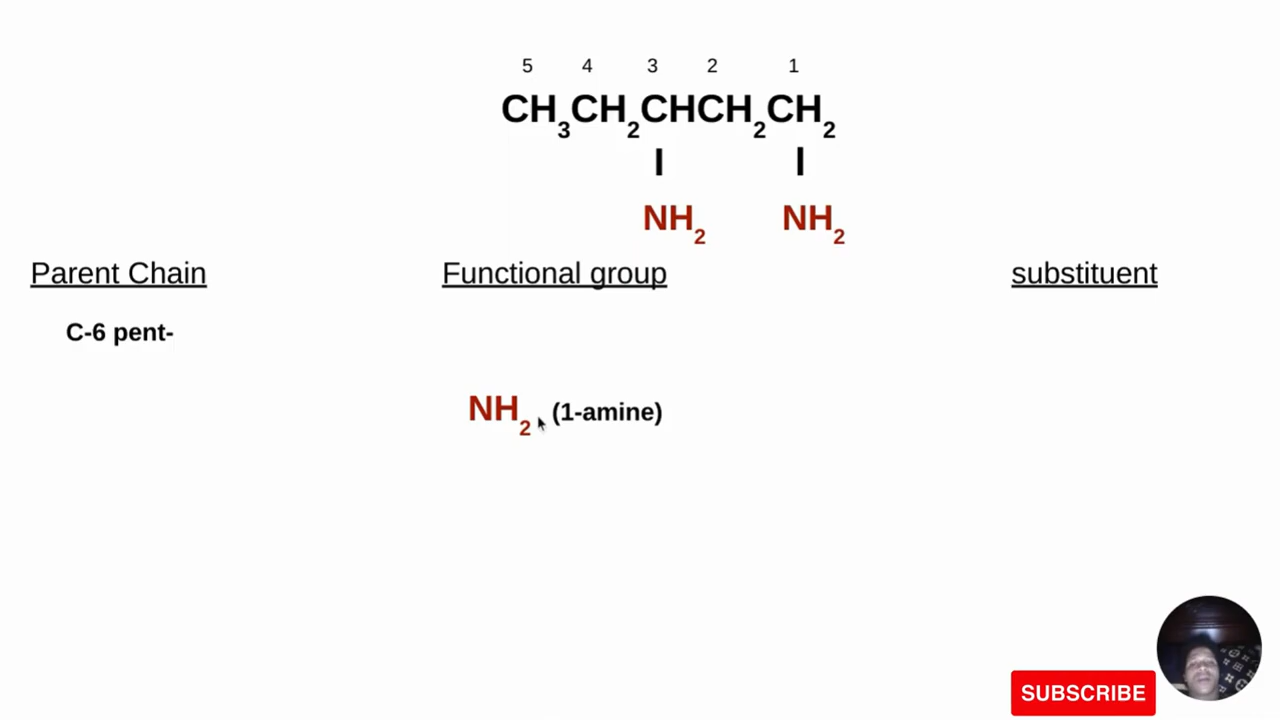 5 4 3 2 1
CH₃CH₂CHCH₂CH₂
I I
NH₂ NH₂
Parent Chain Functional group substituent
C-6 pent-
NH₂ (1-amine)
SUBSCRIBE